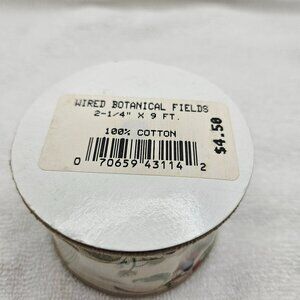 WIRED BOTANICAL FIELDS
2-1/4" X 9 FT.
100% COTTON
0 70659 43114 2
$4.50